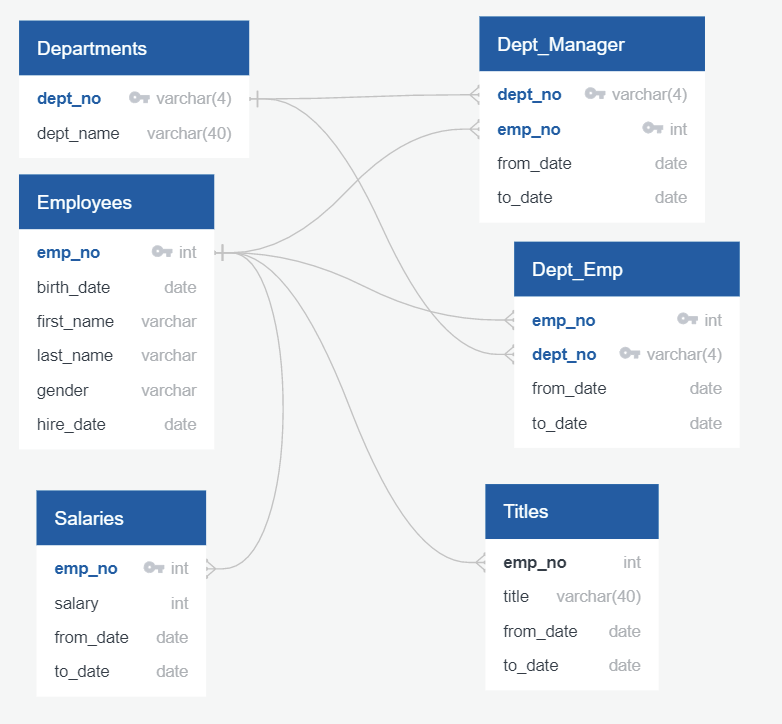 Departments
dept_no varchar(4)
dept_name varchar(40)
Employees
emp_no int
birth_date date
first_name varchar
last_name varchar
gender varchar
hire_date date
Salaries
emp_no int
salary int
from_date date
to_date date
Dept_Manager
dept_no varchar(4)
emp_no int
from_date date
to_date date
Dept_Emp
emp_no int
dept_no varchar(4)
from_date date
to_date date
Titles
emp_no int
title varchar(40)
from_date date
to_date date